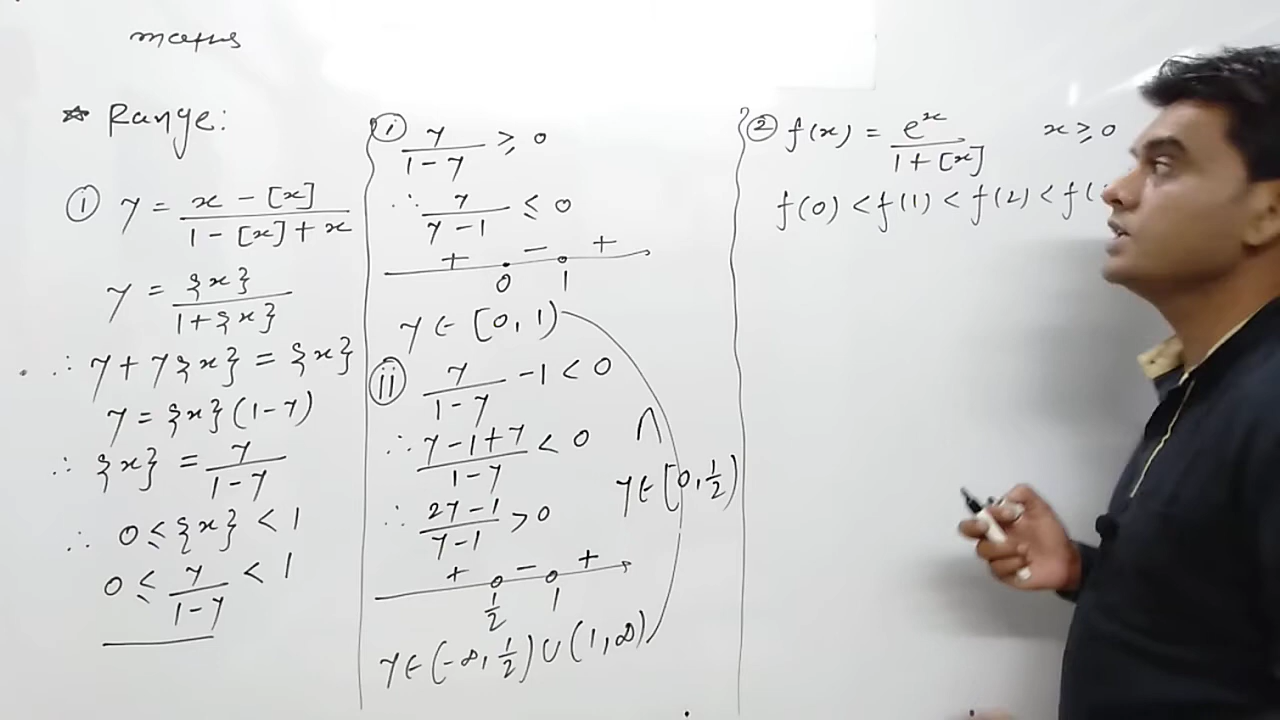 maths
☆ Range:
① y = x - [x] / 1 - [x] + x
y = {x} / 1 + {x}
∴ y + y{x} = {x}
y = {x}(1 - y)
∴ {x} = y / 1 - y
∴ 0 ≤ {x} < 1
0 ≤ y / 1 - y < 1
ⓘ y / 1 - y ≥ 0
∴ y / y - 1 ≤ 0
+ - +
0 1
y ∈ [0, 1)
ⓘⓘ y / 1 - y - 1 < 0
∴ y - 1 + y / 1 - y < 0
∴ 2y - 1 / y - 1 > 0
+ - +
1/2 1
y ∈ (-∞, 1/2) ∪ (1, ∞)
∩
y ∈ [0, 1/2)
② f(x) = e^x / 1 + [x] x ≥ 0
f(0) < f(1) < f(2) < f(